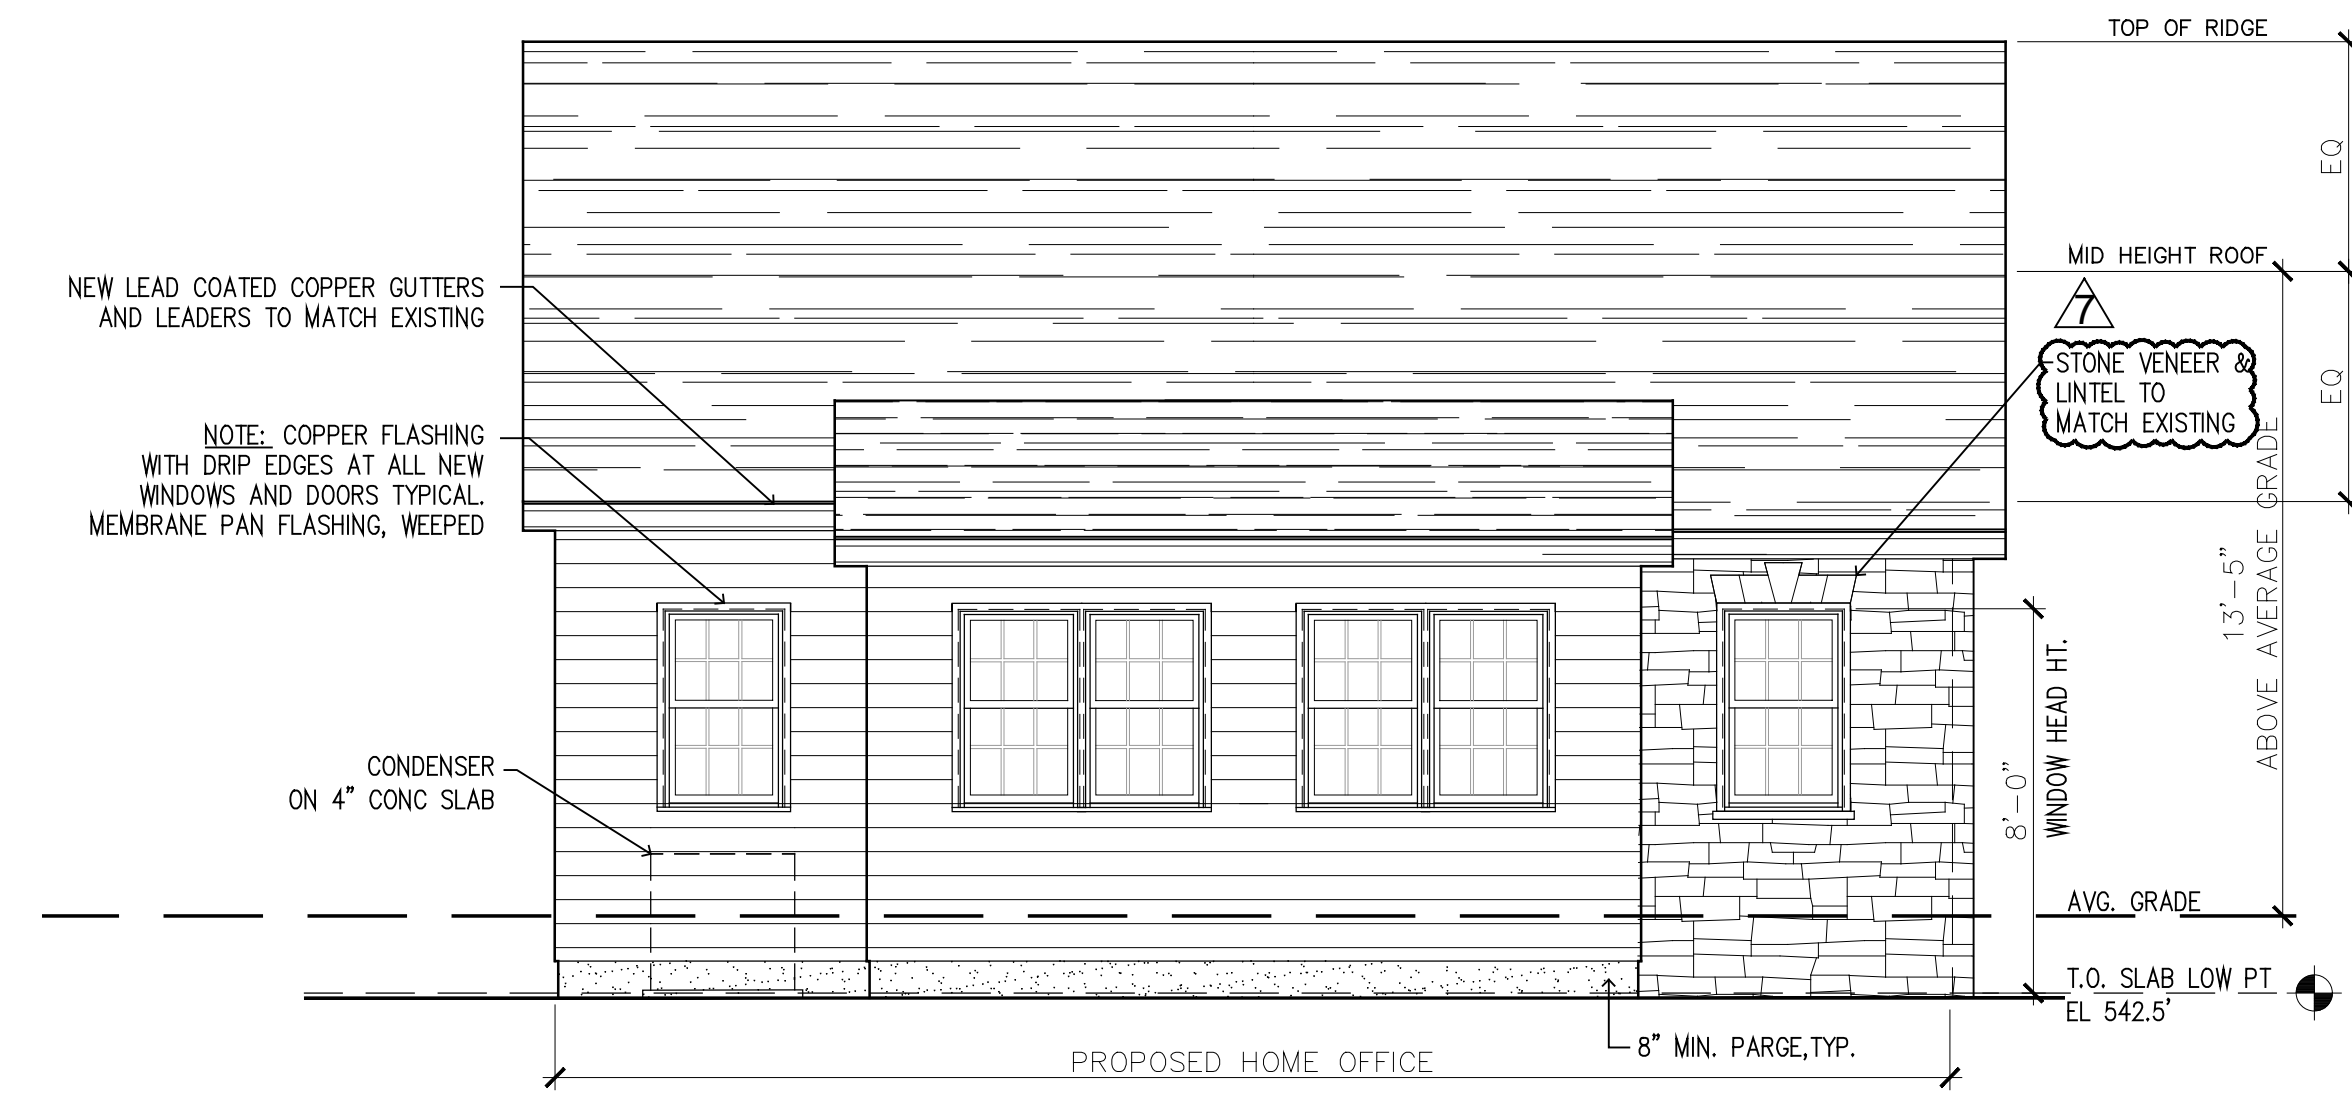 TOP OF RIDGE
EQ
MID HEIGHT ROOF
7
NEW LEAD COATED COPPER GUTTERS
AND LEADERS TO MATCH EXISTING
STONE VENEER &
LINTEL TO
MATCH EXISTING
EQ
NOTE: COPPER FLASHING
WITH DRIP EDGES AT ALL NEW
WINDOWS AND DOORS TYPICAL.
MEMBRANE PAN FLASHING, WEEPED
13'-5"
ABOVE AVERAGE GRADE
8'-0"
WINDOW HEAD HT.
CONDENSER
ON 4" CONC SLAB
AVG. GRADE
T.O. SLAB LOW PT
EL 542.5'
8" MIN. PARGE,TYP.
PROPOSED HOME OFFICE